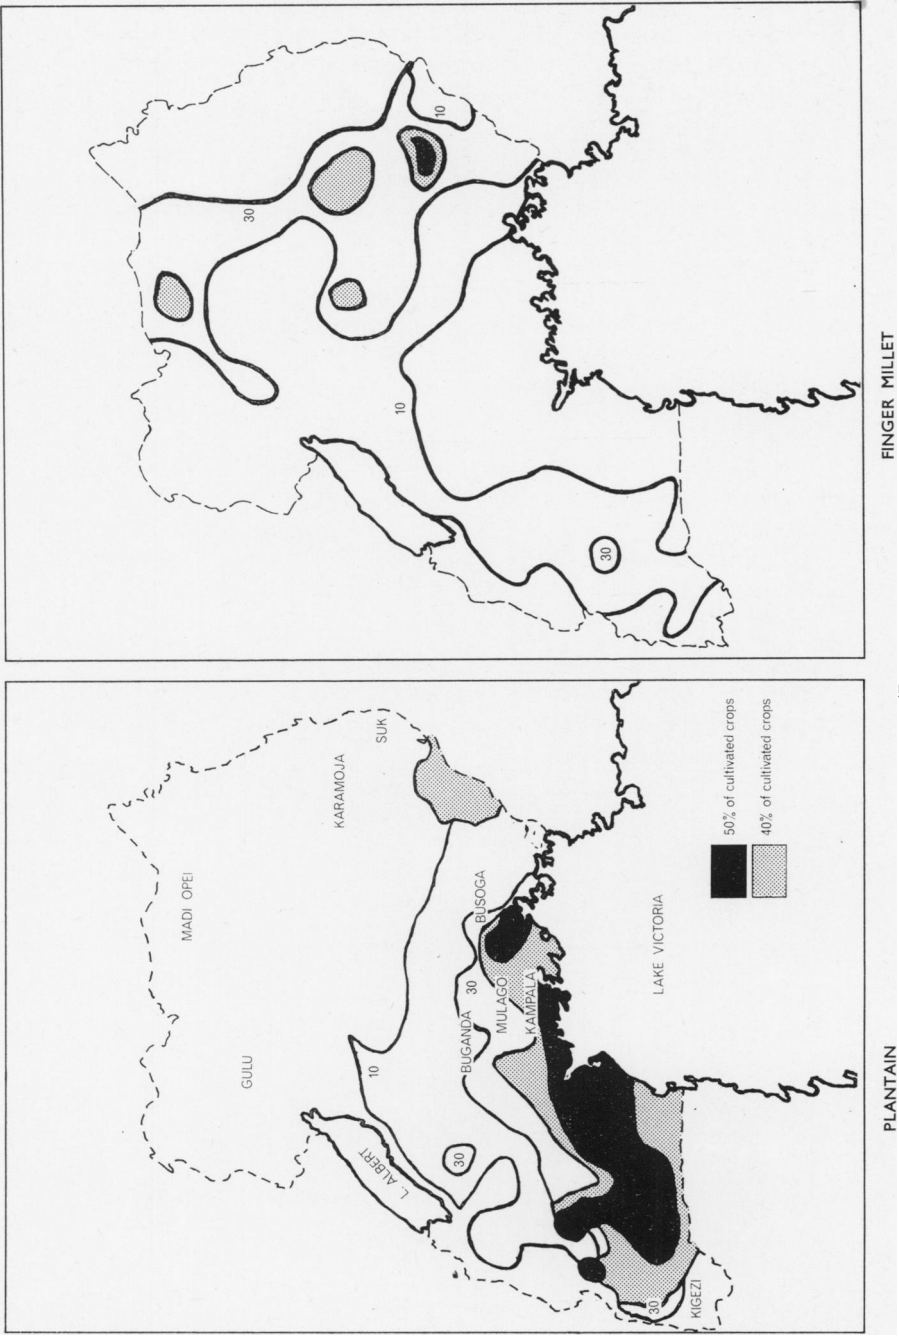 10
30
10
30
FINGER MILLET
MADI OPEI
KARAMOJA
SUK
GULU
10
L. ALBERT
30
BUGANDA
30
BUSOGA
MULAGO
KAMPALA
LAKE VICTORIA
30
KIGEZI
50% of cultivated crops
40% of cultivated crops
PLANTAIN